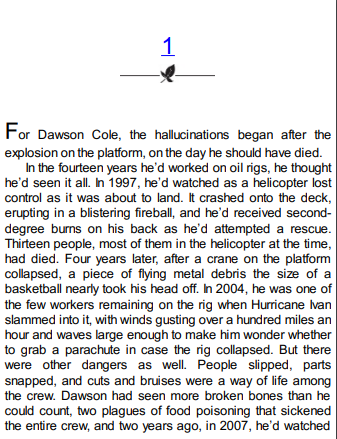 1
For Dawson Cole, the hallucinations began after the
explosion on the platform, on the day he should have died.
In the fourteen years he'd worked on oil rigs, he thought
he'd seen it all. In 1997, he'd watched as a helicopter lost
control as it was about to land. It crashed onto the deck,
erupting in a blistering fireball, and he'd received second-
degree burns on his back as he'd attempted a rescue.
Thirteen people, most of them in the helicopter at the time,
had died. Four years later, after a crane on the platform
collapsed, a piece of flying metal debris the size of a
basketball nearly took his head off. In 2004, he was one of
the few workers remaining on the rig when Hurricane Ivan
slammed into it, with winds gusting over a hundred miles an
hour and waves large enough to make him wonder whether
to grab a parachute in case the rig collapsed. But there
were other dangers as well. People slipped, parts
snapped, and cuts and bruises were a way of life among
the crew. Dawson had seen more broken bones than he
could count, two plagues of food poisoning that sickened
the entire crew, and two years ago, in 2007, he'd watched